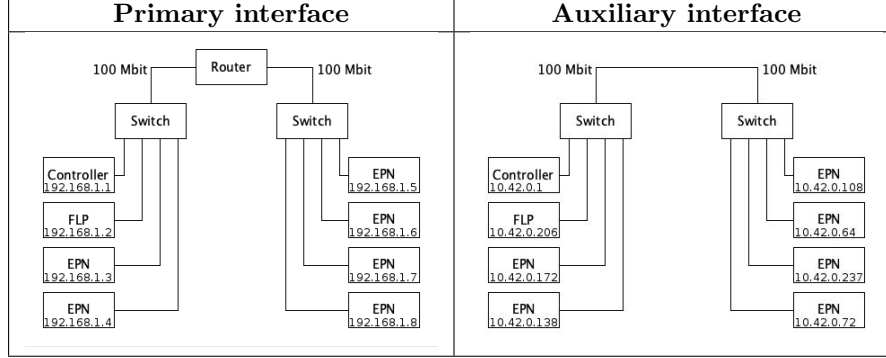 Primary interface
Auxiliary interface
Router
100 Mbit
100 Mbit
Switch
Switch
Controller
192.168.1.1
FLP
192.168.1.2
EPN
192.168.1.3
EPN
192.168.1.4
EPN
192.168.1.5
EPN
192.168.1.6
EPN
192.168.1.7
EPN
192.168.1.8
100 Mbit
100 Mbit
Switch
Switch
Controller
10.42.0.1
FLP
10.42.0.206
EPN
10.42.0.172
EPN
10.42.0.138
EPN
10.42.0.108
EPN
10.42.0.64
EPN
10.42.0.237
EPN
10.42.0.72